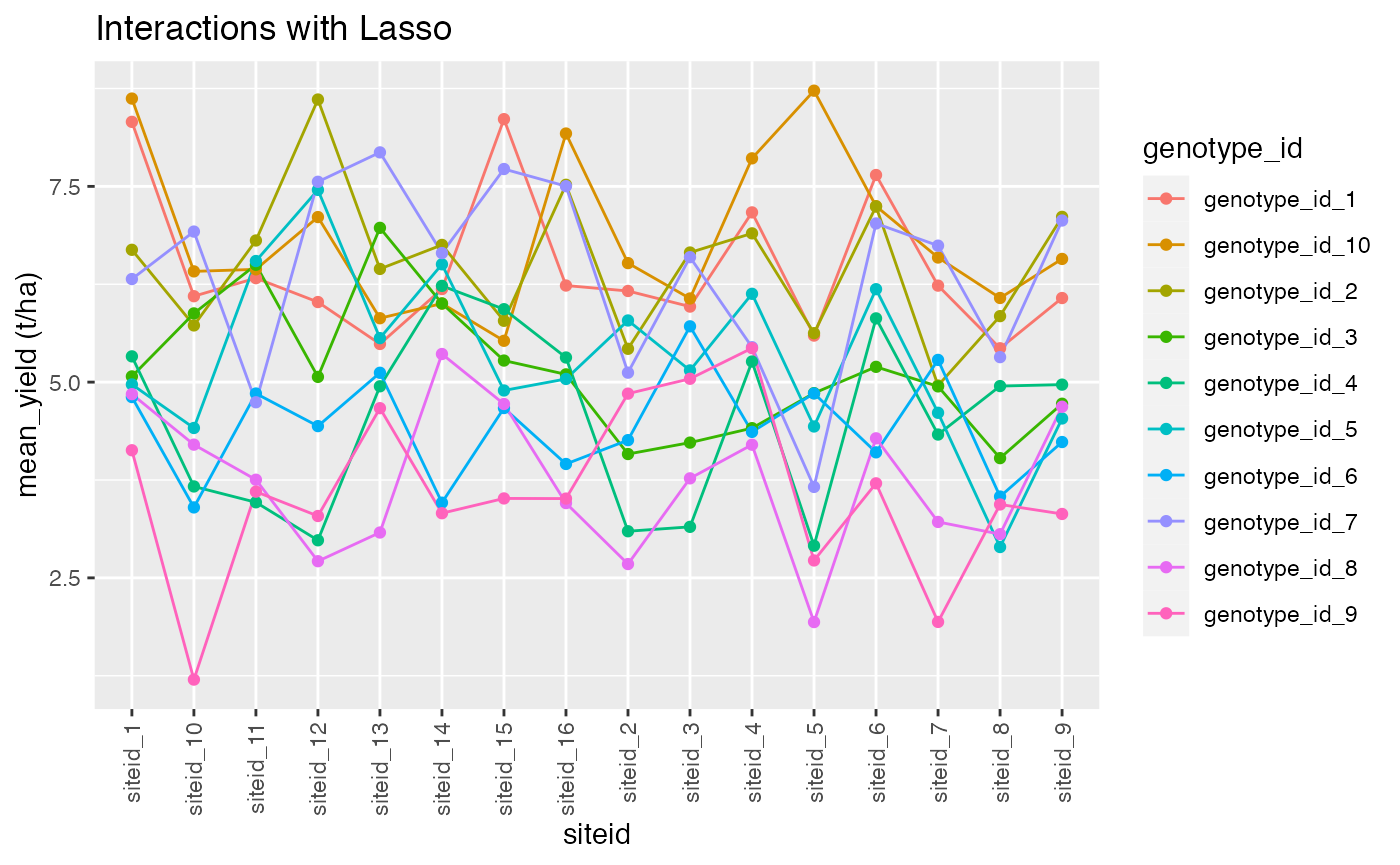 Interactions with Lasso
mean_yield (t/ha)
7.5
5.0
2.5
siteid_1
siteid_10
siteid_11
siteid_12
siteid_13
siteid_14
siteid_15
siteid_16
siteid_2
siteid_3
siteid_4
siteid_5
siteid_6
siteid_7
siteid_8
siteid_9
siteid
genotype_id
genotype_id_1
genotype_id_10
genotype_id_2
genotype_id_3
genotype_id_4
genotype_id_5
genotype_id_6
genotype_id_7
genotype_id_8
genotype_id_9